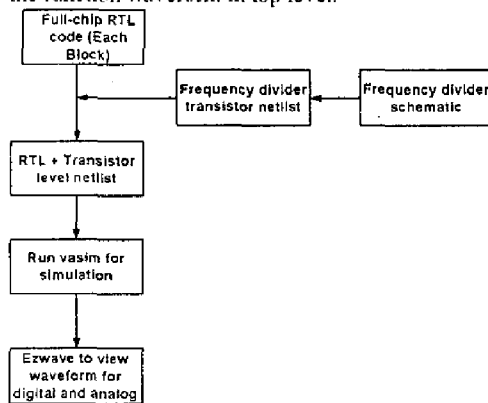 Full-chip RTL
code (Each
Block)
Frequency divider
transistor netlist
Frequency divider
schematic
RTL + Transistor
level netlist
Run vasim for
simulation
Ezwave to view
waveform for
digital and analog